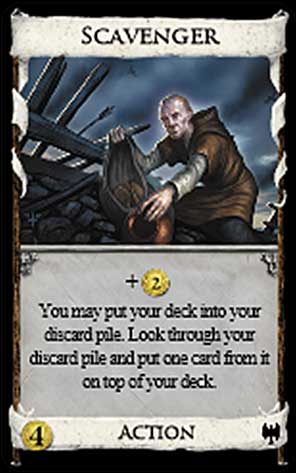 SCAVENGER
+ 2
You may put your deck into your
discard pile. Look through your
discard pile and put one card from it
on top of your deck.
4 ACTION